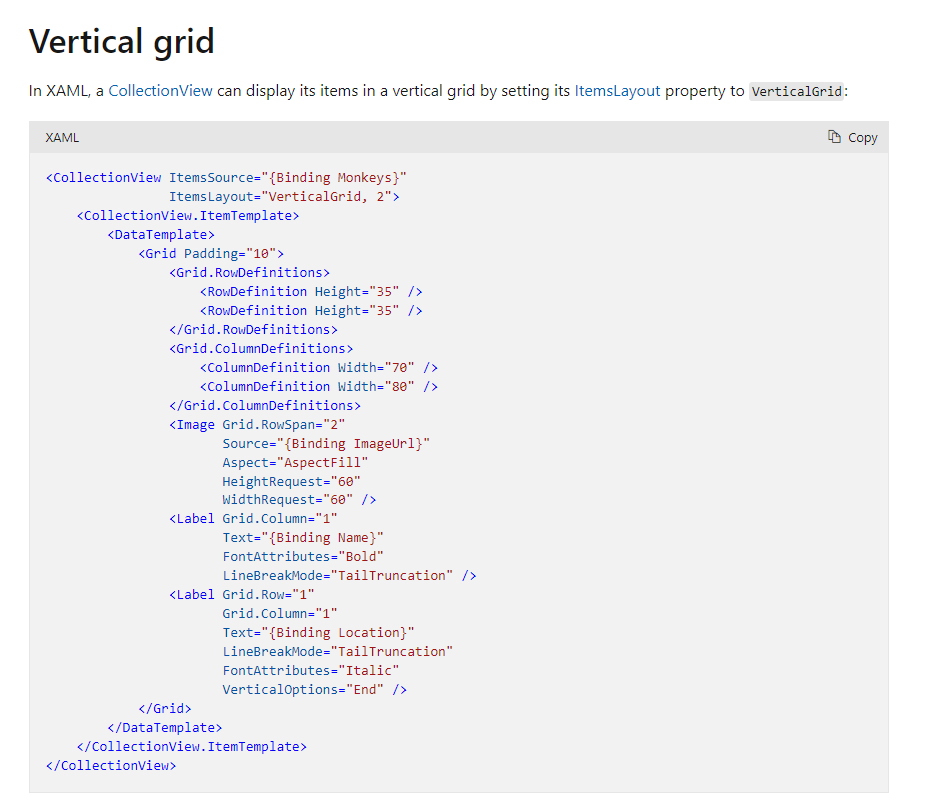 Vertical grid
In XAML, a CollectionView can display its items in a vertical grid by setting its ItemsLayout property to VerticalGrid:
XAML Copy
<CollectionView ItemsSource="{Binding Monkeys}"
                ItemsLayout="VerticalGrid, 2">
    <CollectionView.ItemTemplate>
        <DataTemplate>
            <Grid Padding="10">
                <Grid.RowDefinitions>
                    <RowDefinition Height="35" />
                    <RowDefinition Height="35" />
                </Grid.RowDefinitions>
                <Grid.ColumnDefinitions>
                    <ColumnDefinition Width="70" />
                    <ColumnDefinition Width="80" />
                </Grid.ColumnDefinitions>
                <Image Grid.RowSpan="2"
                       Source="{Binding ImageUrl}"
                       Aspect="AspectFill"
                       HeightRequest="60"
                       WidthRequest="60" />
                <Label Grid.Column="1"
                       Text="{Binding Name}"
                       FontAttributes="Bold"
                       LineBreakMode="TailTruncation" />
                <Label Grid.Row="1"
                       Grid.Column="1"
                       Text="{Binding Location}"
                       LineBreakMode="TailTruncation"
                       FontAttributes="Italic"
                       VerticalOptions="End" />
            </Grid>
        </DataTemplate>
    </CollectionView.ItemTemplate>
</CollectionView>